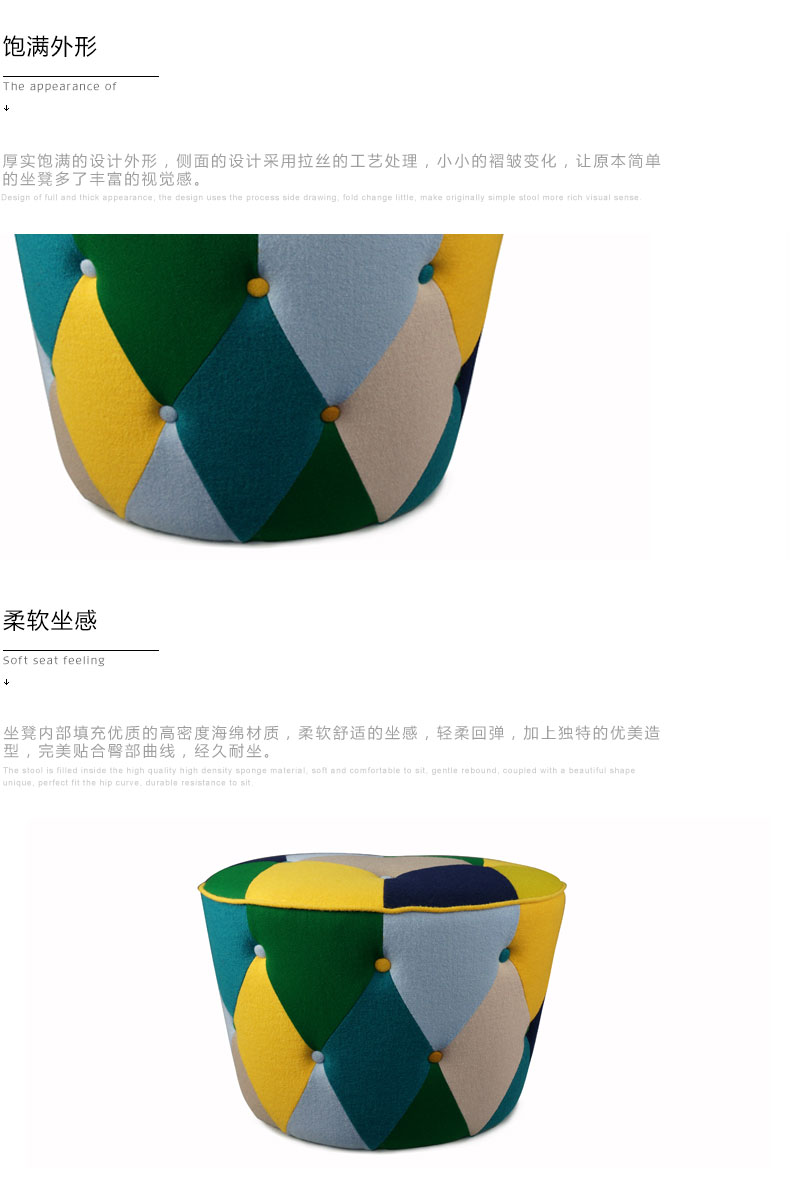 饱满外形
The appearance of
厚实饱满的设计外形，侧面的设计采用拉丝的工艺处理，小小的褶皱变化，让原本简单
的坐凳多了丰富的视觉感。
Design of full and thick appearance, the design uses the process side drawing, fold change little, make originally simple stool more rich visual sense.
柔软坐感
Soft seat feeling
坐凳内部填充优质的高密度海绵材质，柔软舒适的坐感，轻柔回弹，加上独特的优美造
型，完美贴合臀部曲线，经久耐坐。
The stool is filled inside the high quality high density sponge material, soft and comfortable to sit, gentle rebound, coupled with a beautiful shape
unique, perfect fit the hip curve, durable resistance to sit